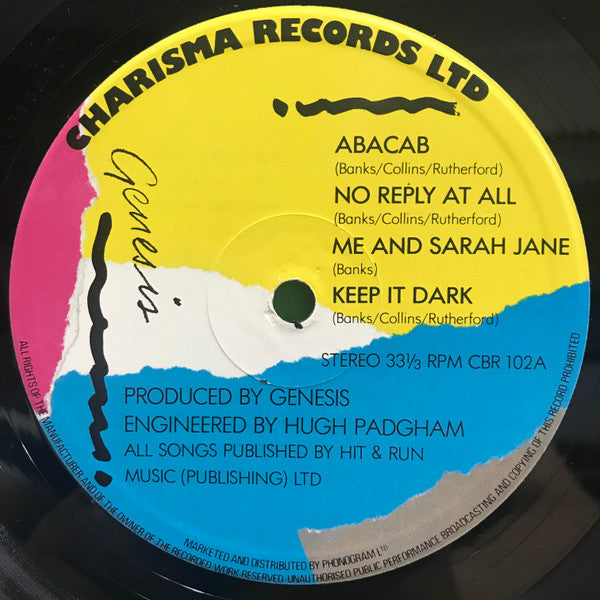 CHARISMA RECORDS LTD
Genesis
ABACAB
(Banks/Collins/Rutherford)
NO REPLY AT ALL
(Banks/Collins/Rutherford)
ME AND SARAH JANE
(Banks)
KEEP IT DARK
(Banks/Collins/Rutherford)
STEREO 33⅓ RPM CBR 102A
PRODUCED BY GENESIS
ENGINEERED BY HUGH PADGHAM
ALL SONGS PUBLISHED BY HIT & RUN
MUSIC (PUBLISHING) LTD
MARKETED AND DISTRIBUTED BY PHONOGRAM LTD
ALL RIGHTS OF THE MANUFACTURER AND OF THE OWNER OF THE RECORDED WORK RESERVED. UNAUTHORISED PUBLIC PERFORMANCE BROADCASTING AND COPYING OF THIS RECORD PROHIBITED